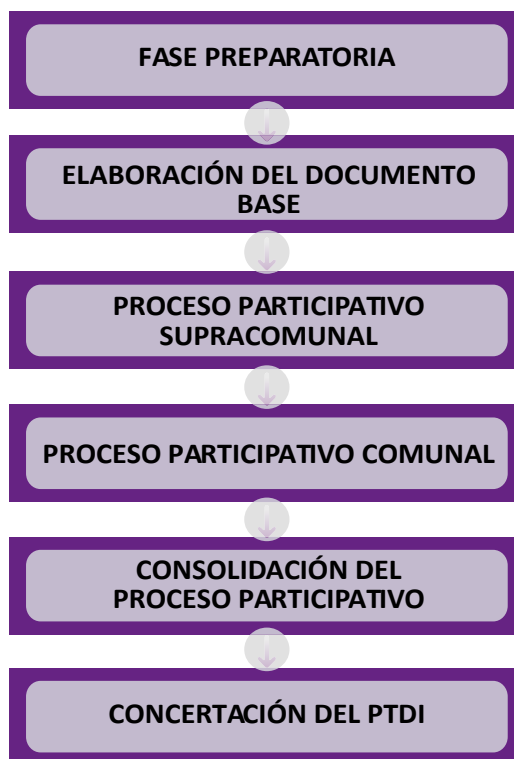 FASE PREPARATORIA
ELABORACIÓN DEL DOCUMENTO
BASE
PROCESO PARTICIPATIVO
SUPRACOMUNAL
PROCESO PARTICIPATIVO COMUNAL
CONSOLIDACIÓN DEL
PROCESO PARTICIPATIVO
CONCERTACIÓN DEL PTDI